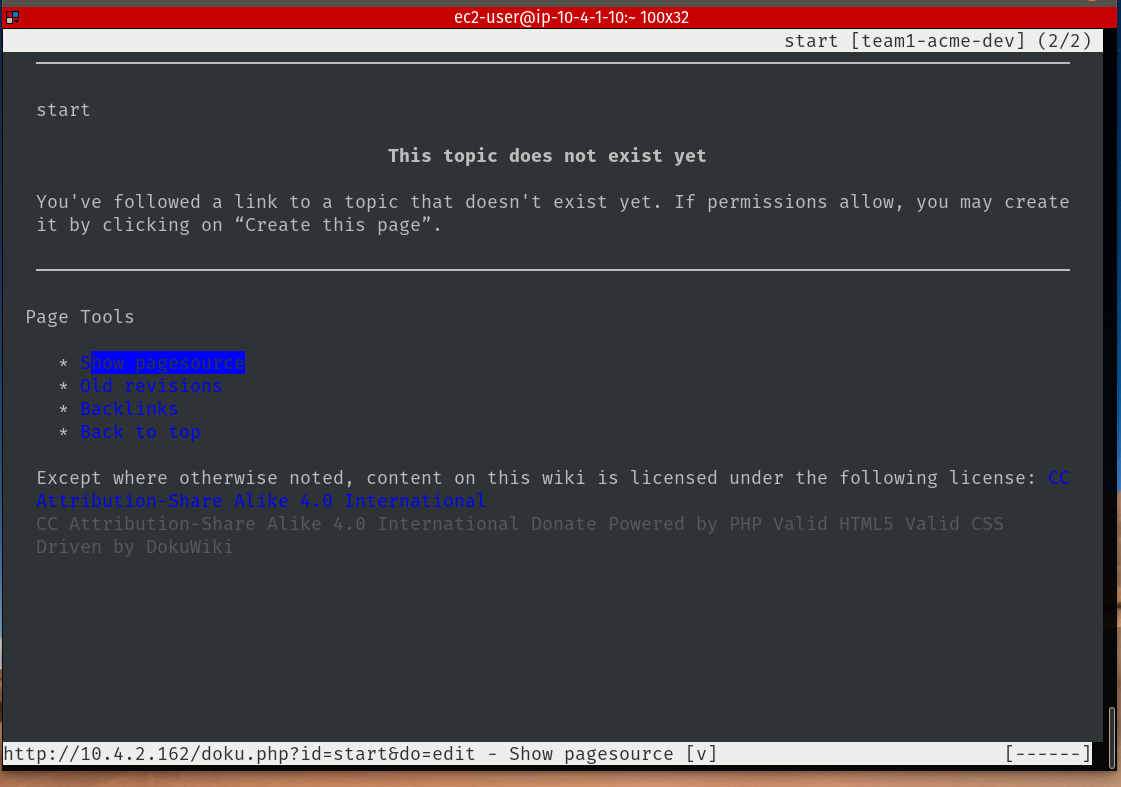 ec2-user@ip-10-4-1-10:~ 100x32
start [team1-acme-dev] (2/2)
start
This topic does not exist yet
You've followed a link to a topic that doesn't exist yet. If permissions allow, you may create
it by clicking on “Create this page”.
Page Tools
* Show pagesource
* Old revisions
* Backlinks
* Back to top
Except where otherwise noted, content on this wiki is licensed under the following license: CC
Attribution-Share Alike 4.0 International
CC Attribution-Share Alike 4.0 International Donate Powered by PHP Valid HTML5 Valid CSS
Driven by DokuWiki
http://10.4.2.162/doku.php?id=start&do=edit - Show pagesource [v] [------]